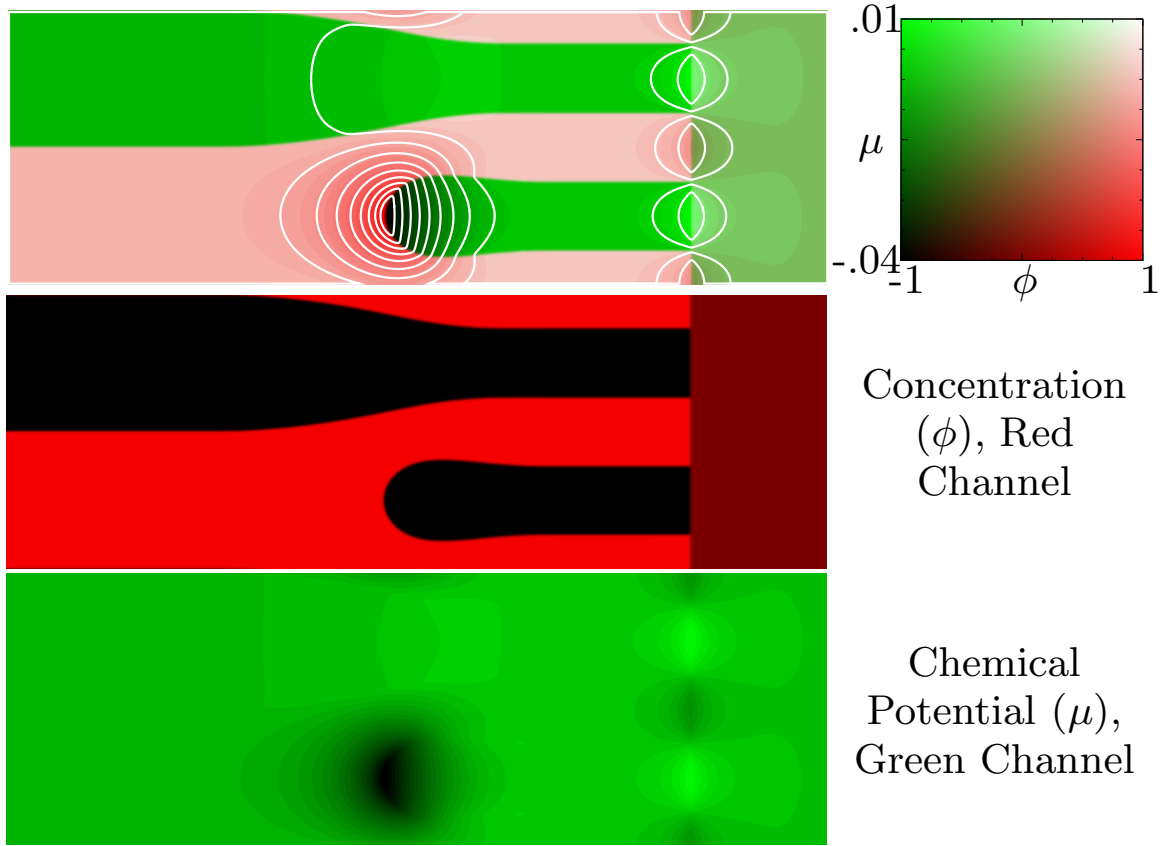 .01
μ
-.04
-1
ϕ
1
Concentration
(ϕ), Red
Channel
Chemical
Potential (μ),
Green Channel